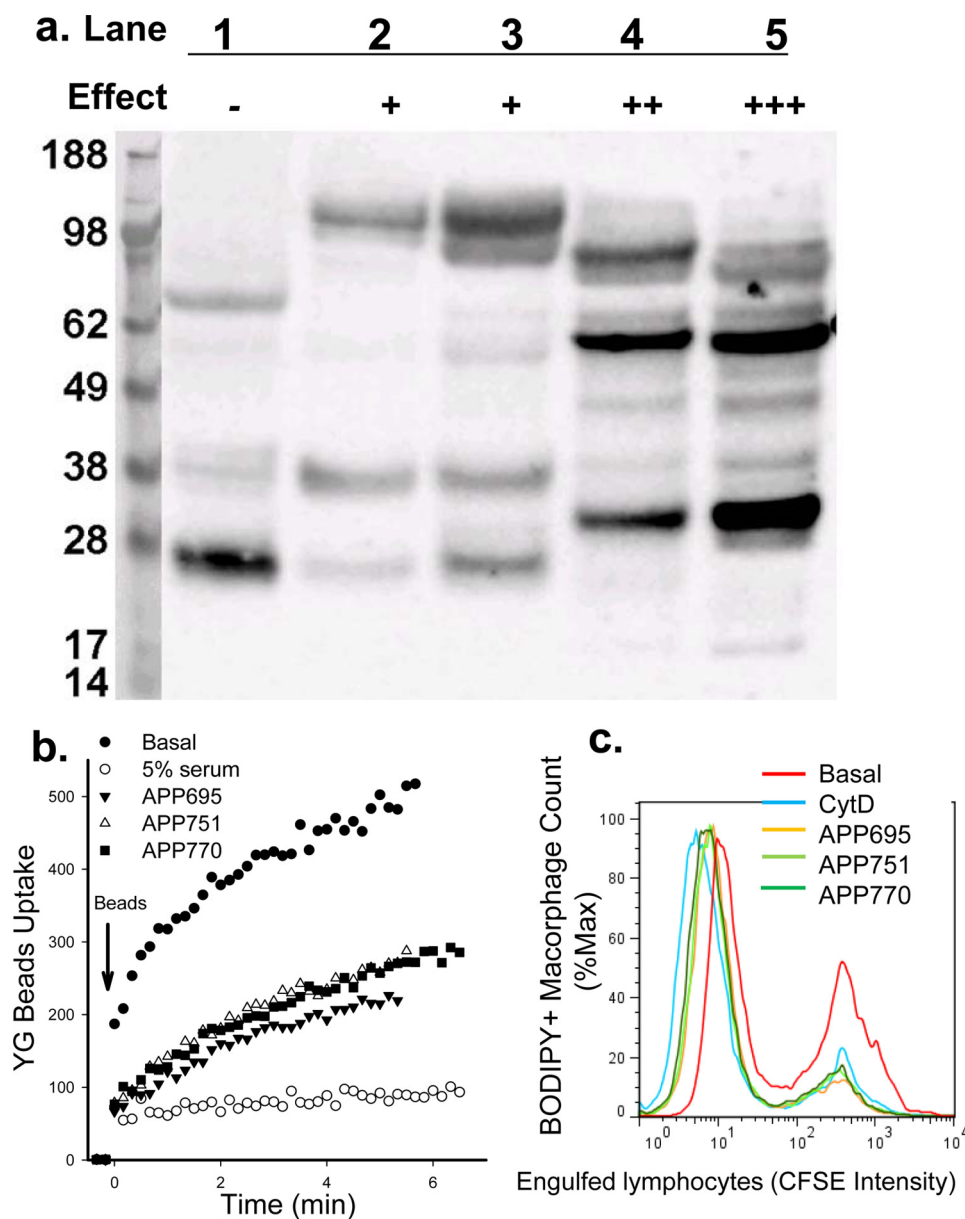 a. Lane 1 2 3 4 5
Effect - + + ++ +++
188
98
62
49
38
28
17
14
b.
Basal
5% serum
APP695
APP751
APP770
Beads
YG Beads Uptake
500
400
300
200
100
0
0 2 4 6
Time (min)
c.
Basal
CytD
APP695
APP751
APP770
BODIPY+ Macorphage Count
(%Max)
100
80
60
40
20
0
10⁰ 10¹ 10² 10³ 10⁴
Engulfed lymphocytes (CFSE Intensity)